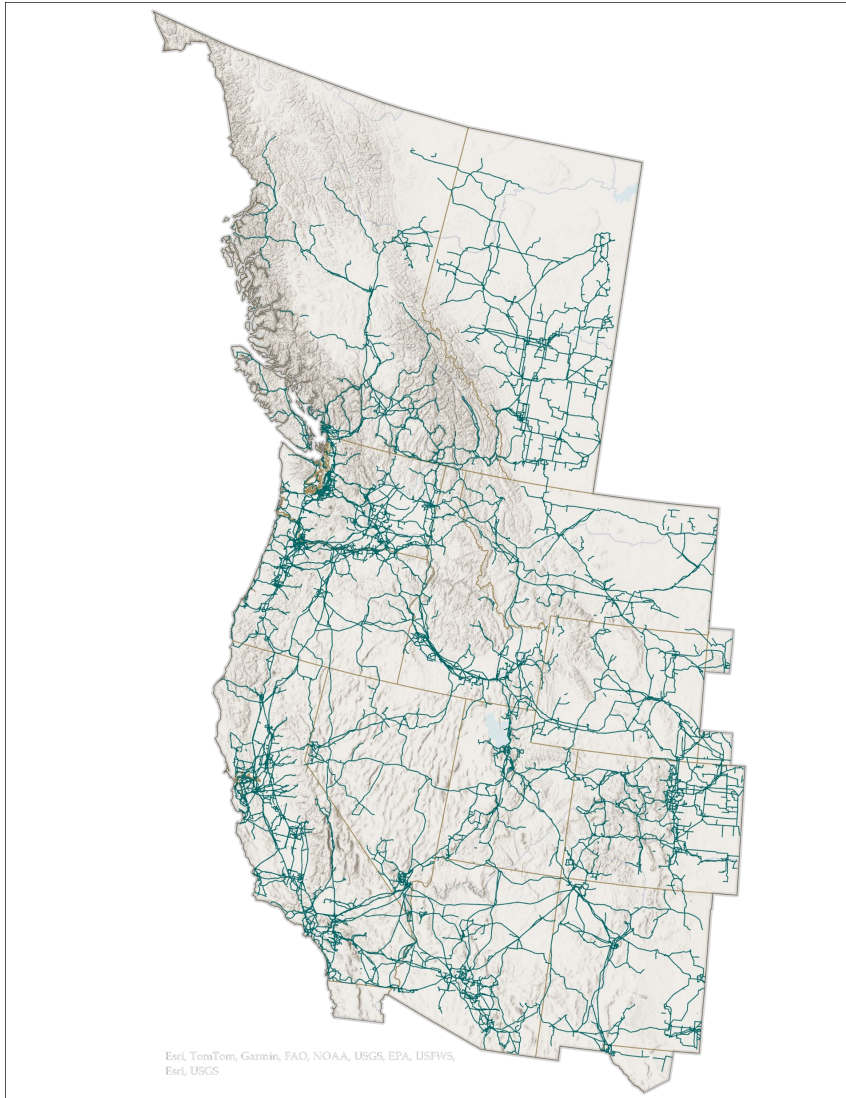 Esri, TomTom, Garmin, FAO, NOAA, USGS, EPA, USFWS,
Esri, USGS